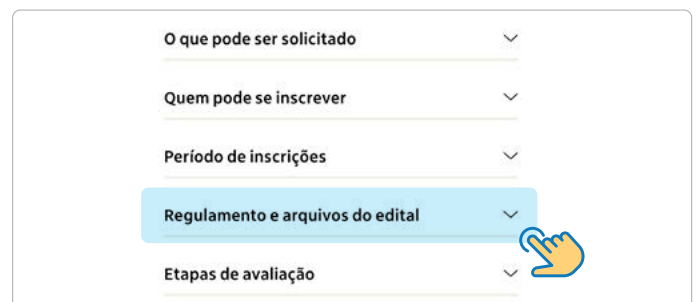 O que pode ser solicitado
Quem pode se inscrever
Período de inscrições
Regulamento e arquivos do edital
Etapas de avaliação